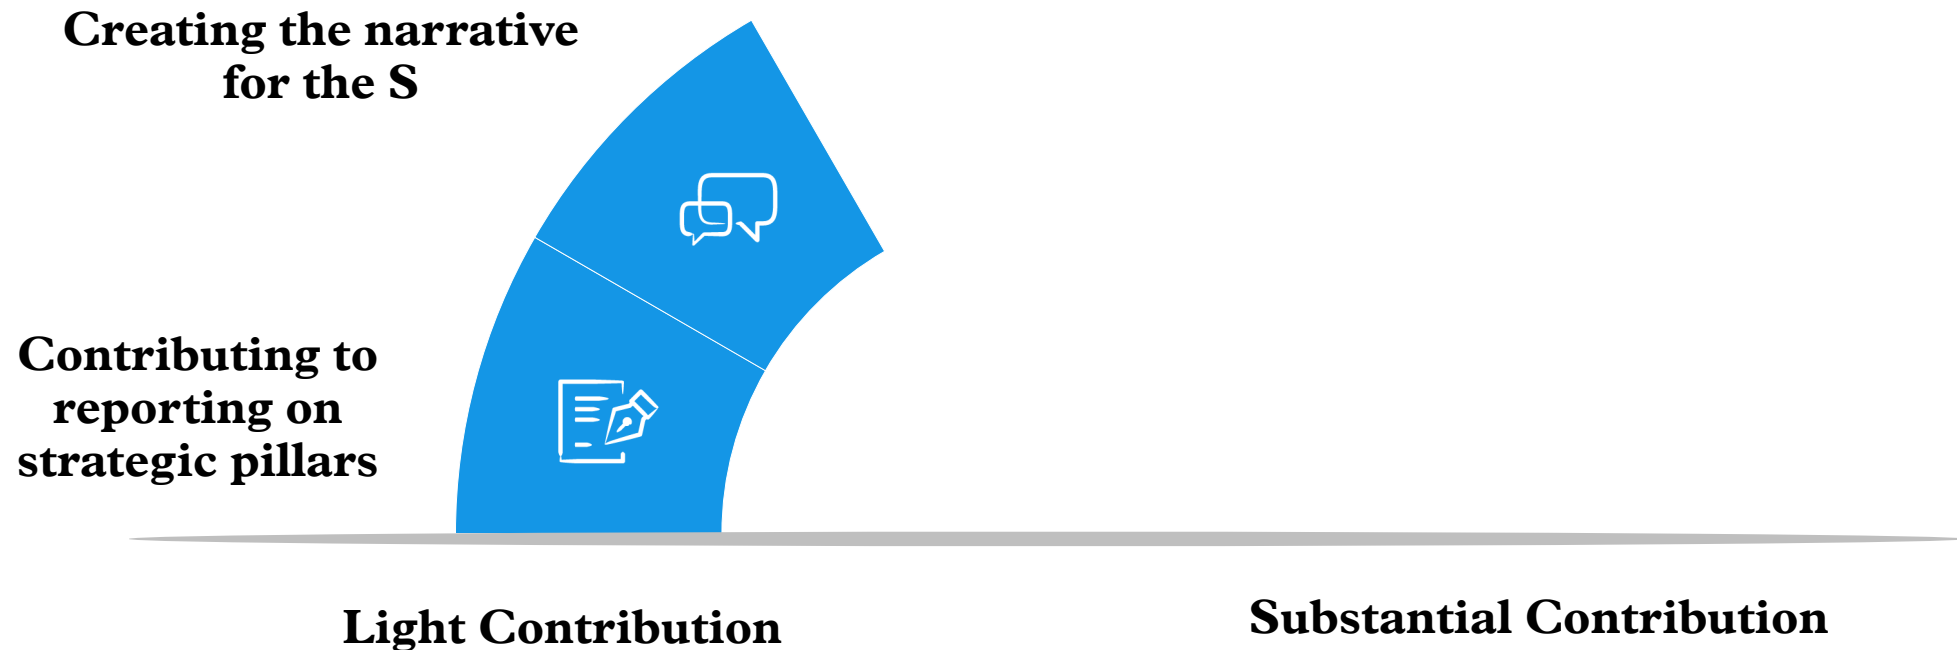 Creating the narrative
for the S
Contributing to
reporting on
strategic pillars
Light Contribution
Substantial Contribution